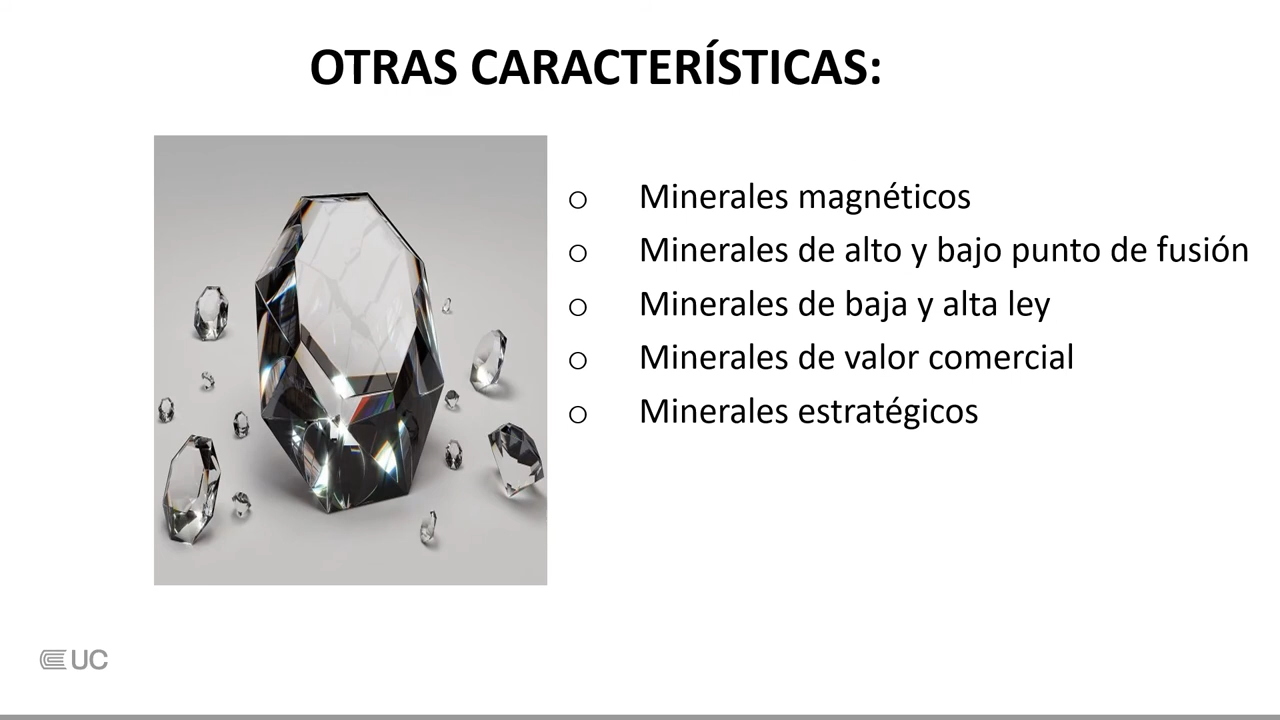 OTRAS CARACTERÍSTICAS:
o Minerales magnéticos
o Minerales de alto y bajo punto de fusión
o Minerales de baja y alta ley
o Minerales de valor comercial
o Minerales estratégicos
UC